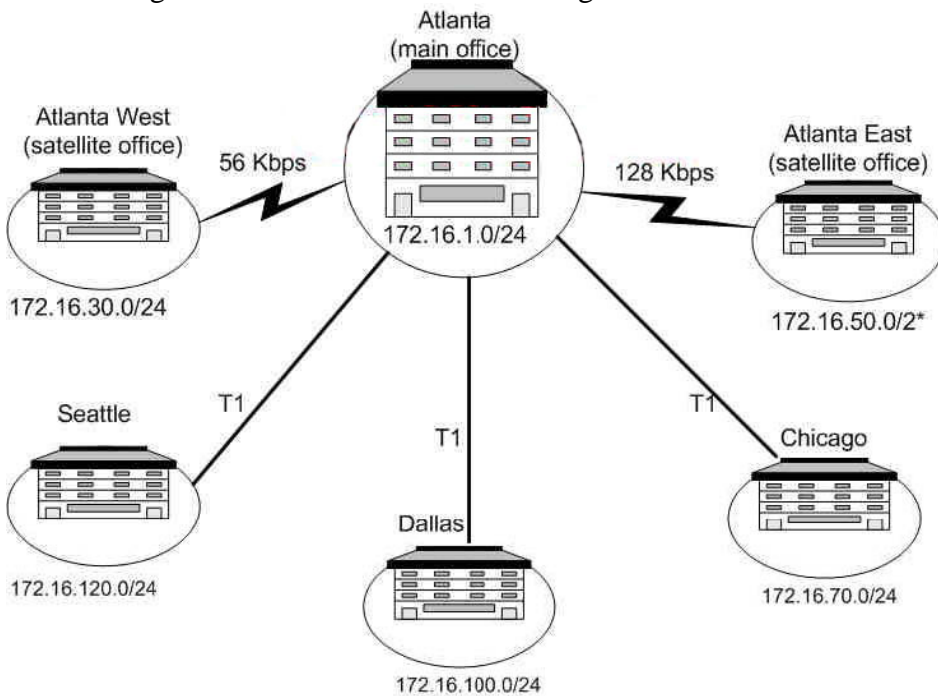 Atlanta
(main office)
Atlanta West
(satellite office)
56 Kbps
128 Kbps
Atlanta East
(satellite office)
172.16.1.0/24
172.16.30.0/24
172.16.50.0/2*
T1
T1
T1
Seattle
Dallas
Chicago
172.16.120.0/24
172.16.100.0/24
172.16.70.0/24